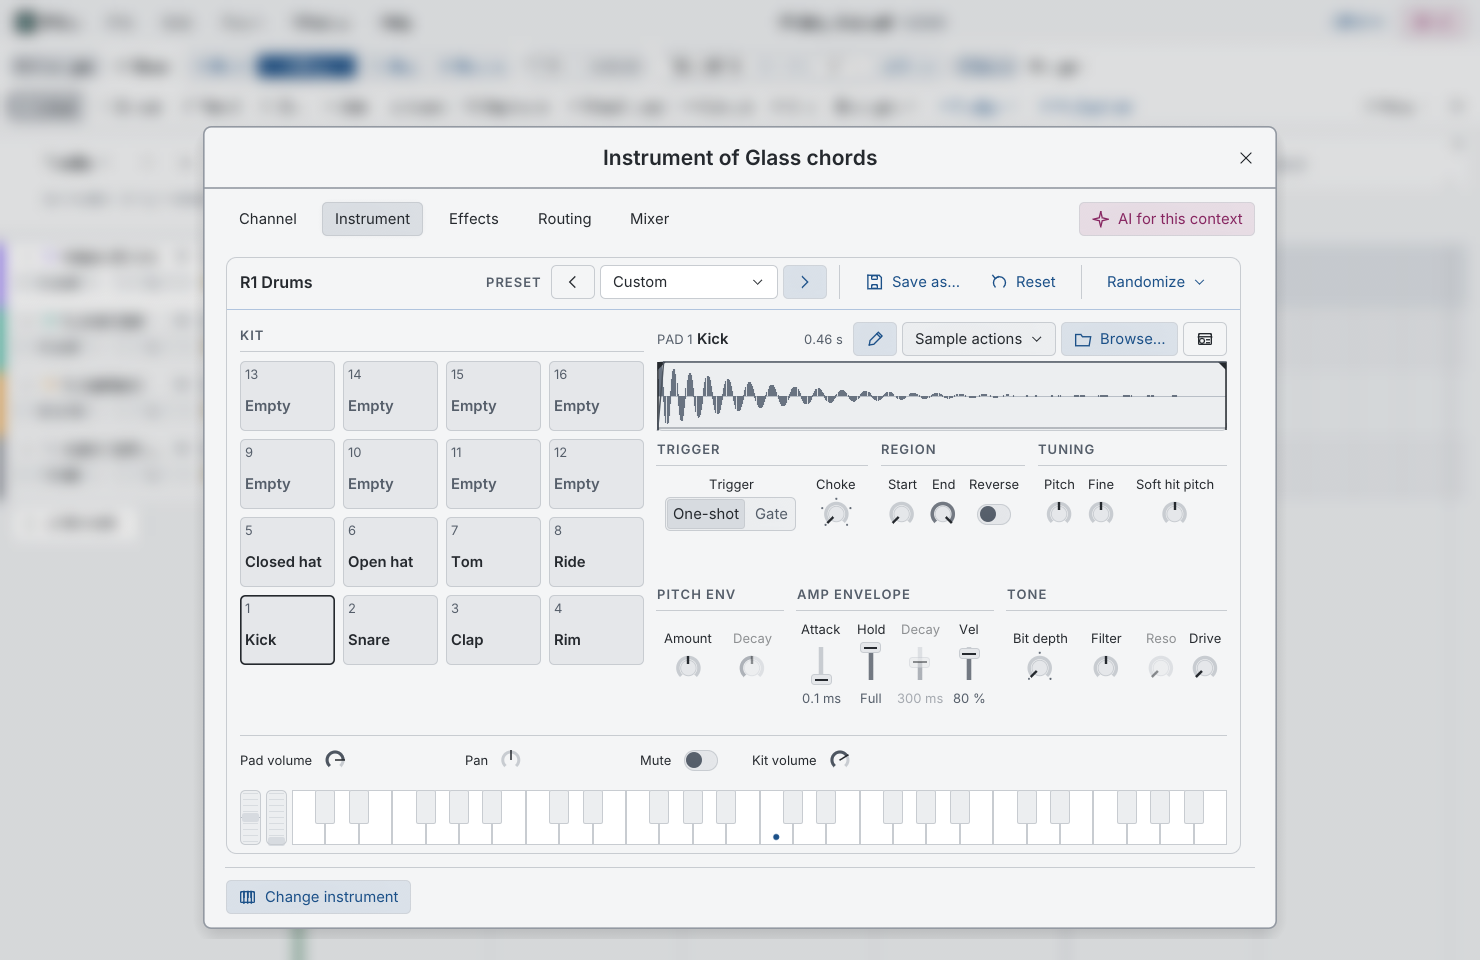 Instrument of Glass chords
Channel Instrument Effects Routing Mixer AI for this context
R1 Drums PRESET Custom Save as... Reset Randomize
KIT
13 14 15 16
Empty Empty Empty Empty
9 10 11 12
Empty Empty Empty Empty
5 6 7 8
Closed hat Open hat Tom Ride
1 2 3 4
Kick Snare Clap Rim
PAD 1 Kick 0.46 s Sample actions Browse...
TRIGGER REGION TUNING
Trigger Choke Start End Reverse Pitch Fine Soft hit pitch
One-shot Gate
PITCH ENV AMP ENVELOPE TONE
Amount Decay Attack Hold Decay Vel Bit depth Filter Reso Drive
0.1 ms Full 300 ms 80 %
Pad volume Pan Mute Kit volume
Change instrument